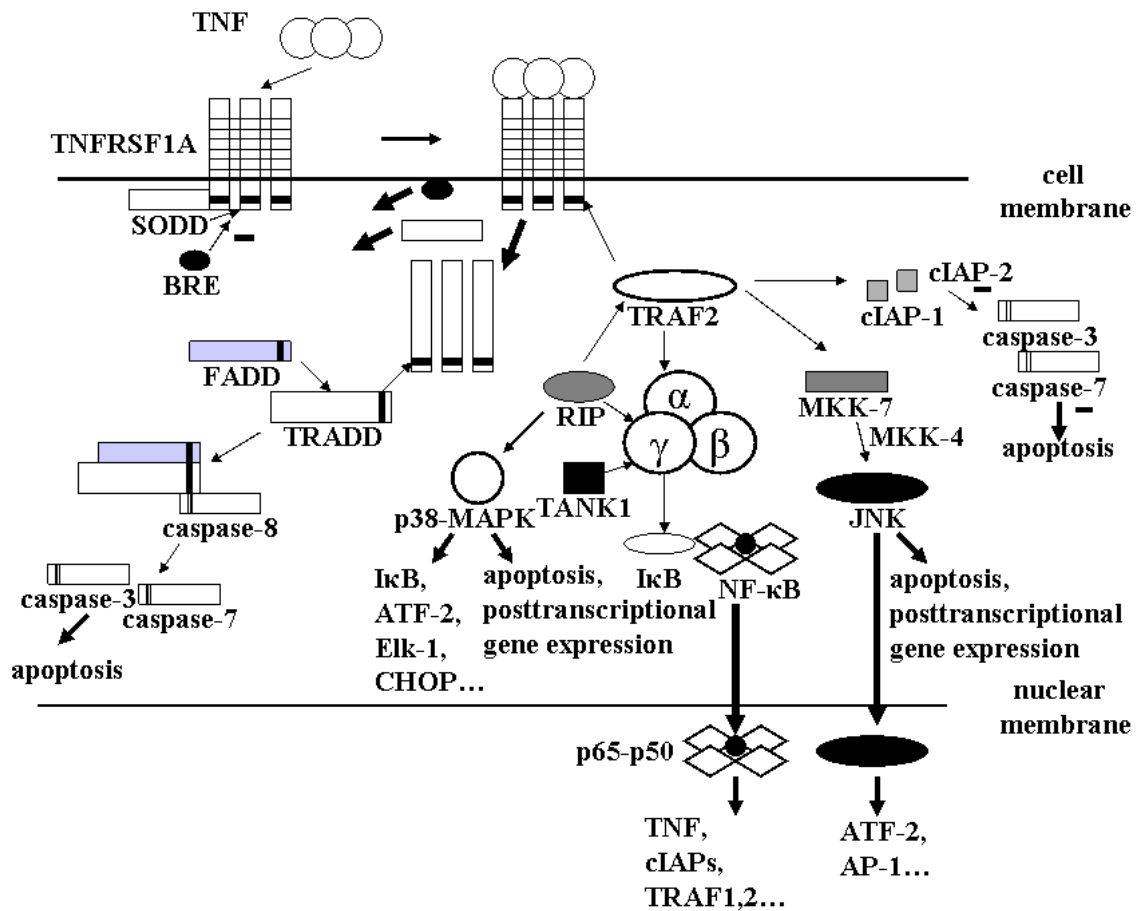 TNF
TNFRSF1A
cell
membrane
SODD
BRE
cIAP-2
cIAP-1
TRAF2
caspase-3
caspase-7
apoptosis
FADD
TRADD
RIP
α
γ
β
MKK-7
MKK-4
TANK1
p38-MAPK
JNK
caspase-8
IκB
NF-κB
caspase-3
caspase-7
apoptosis
IκB,
ATF-2,
Elk-1,
CHOP…
apoptosis,
posttranscriptional
gene expression
apoptosis,
posttranscriptional
gene expression
nuclear
membrane
p65-p50
TNF,
cIAPs,
TRAF1,2…
ATF-2,
AP-1…